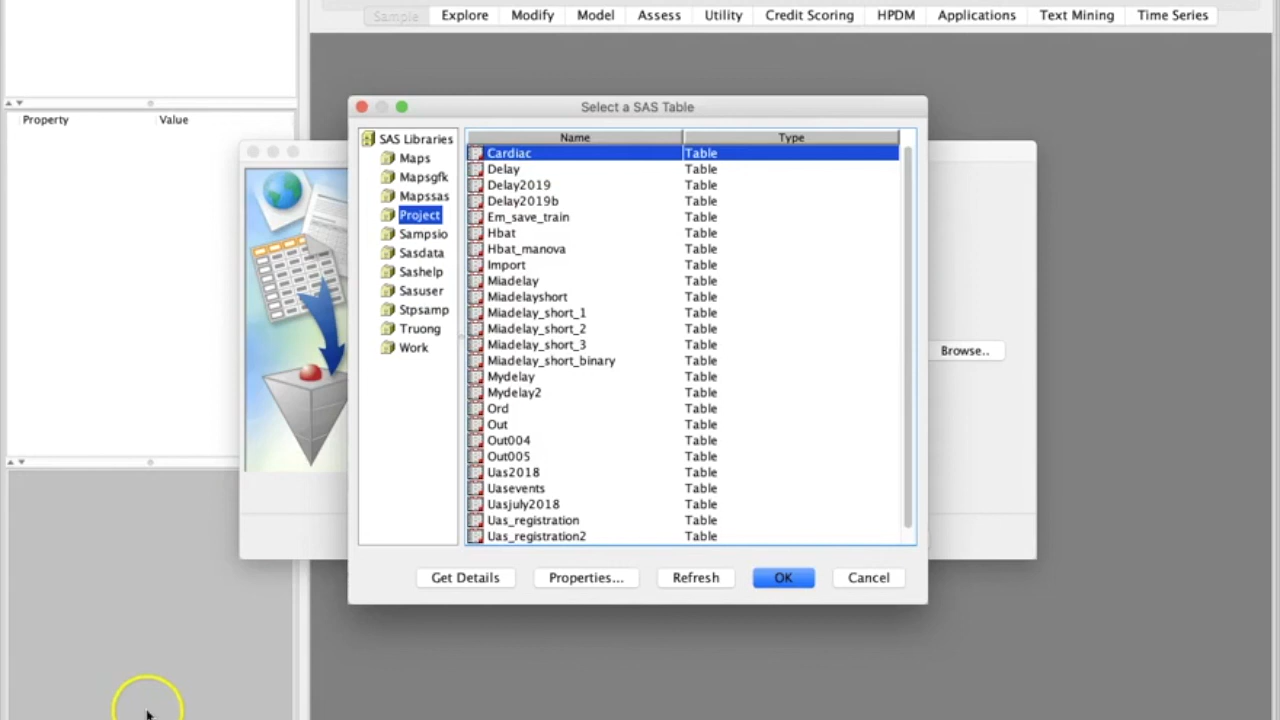 Sample Explore Modify Model Assess Utility Credit Scoring HPDM Applications Text Mining Time Series
Property Value
Select a SAS Table
SAS Libraries
Maps
Mapsgfk
Mapssas
Project
Sampsio
Sasdata
Sashelp
Sasuser
Stpsamp
Truong
Work
Name Type
Cardiac Table
Delay Table
Delay2019 Table
Delay2019b Table
Em_save_train Table
Hbat Table
Hbat_manova Table
Import Table
Miadelay Table
Miadelayshort Table
Miadelay_short_1 Table
Miadelay_short_2 Table
Miadelay_short_3 Table
Miadelay_short_binary Table
Mydelay Table
Mydelay2 Table
Ord Table
Out Table
Out004 Table
Out005 Table
Uas2018 Table
Uasevents Table
Uasjuly2018 Table
Uas_registration Table
Uas_registration2 Table
Browse..
Get Details Properties... Refresh OK Cancel